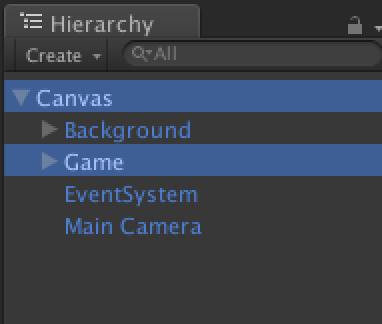 Hierarchy
Create All
Canvas
Background
Game
EventSystem
Main Camera